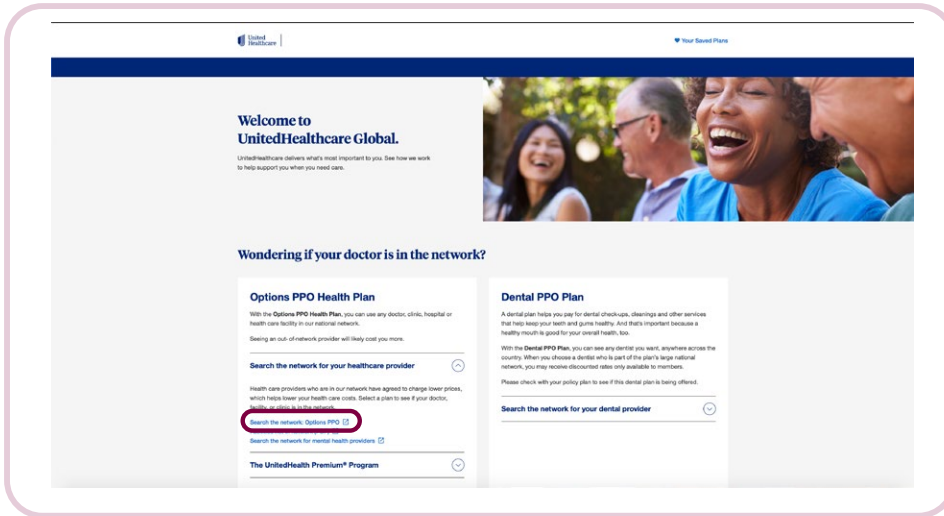 United
Healthcare
Your Saved Plans
Welcome to
UnitedHealthcare Global.
UnitedHealthcare delivers what's most important to you. See how we work
to help support you when you need care.
Wondering if your doctor is in the network?
Options PPO Health Plan
With the Options PPO Health Plan, you can use any doctor, clinic, hospital or
health care facility in our national network.
Seeing an out-of-network provider will likely cost you more.
Search the network for your healthcare provider
Health care providers who are in our network have agreed to charge lower prices,
which helps lower your health care costs. Select a plan to see if your doctor,
facility, or clinic is in the network.
Search the network: Options PPO
Search the network for mental health providers
The UnitedHealth Premium® Program
Dental PPO Plan
A dental plan helps you pay for dental check-ups, cleanings and other services
that help keep your teeth and gums healthy. And that's important because a
healthy mouth is good for your overall health, too.
With the Dental PPO Plan, you can see any dentist you want, anywhere across the
country. When you choose a dentist who is part of the plan's large national
network, you may receive discounted rates only available to members.
Please check with your policy plan to see if this dental plan is being offered.
Search the network for your dental provider